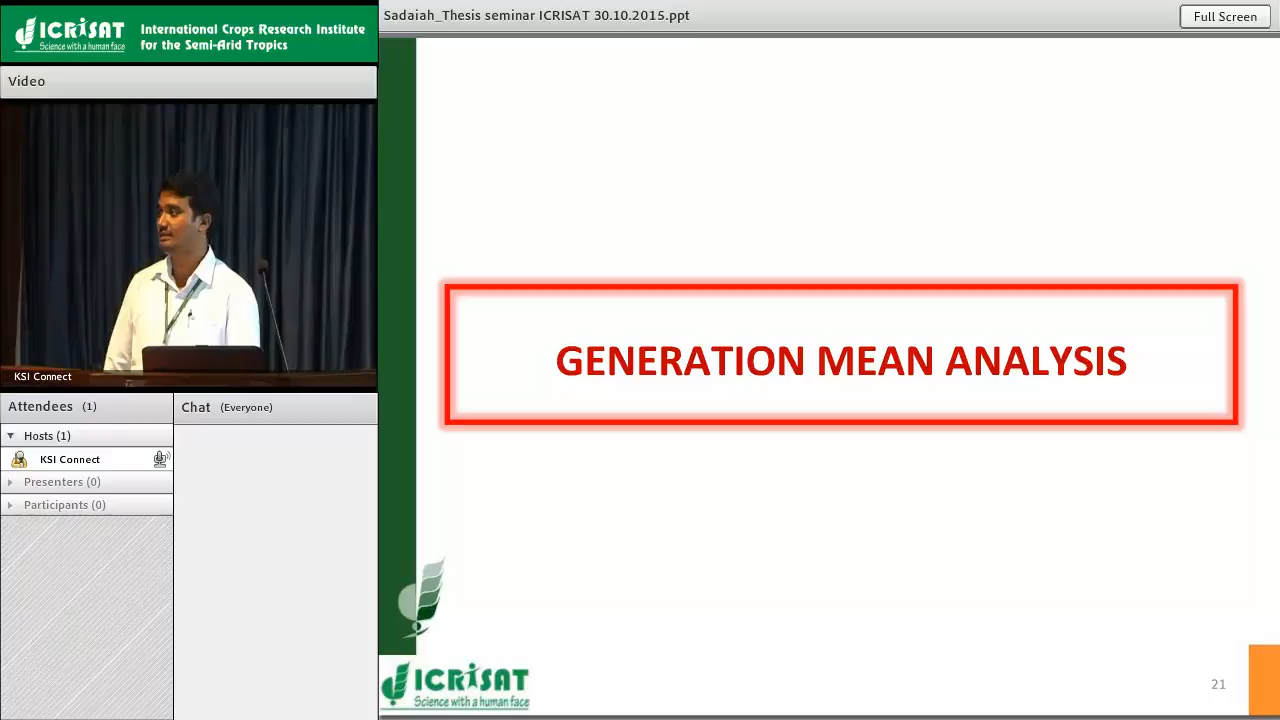 ICRISAT
Science with a human face
International Crops Research Institute
for the Semi-Arid Tropics
Sadaiah_Thesis seminar ICRISAT 30.10.2015.ppt
Full Screen
Video
KSI Connect
Attendees (1)
Hosts (1)
KSI Connect
Presenters (0)
Participants (0)
Chat (Everyone)
GENERATION MEAN ANALYSIS
ICRISAT
Science with a human face
21